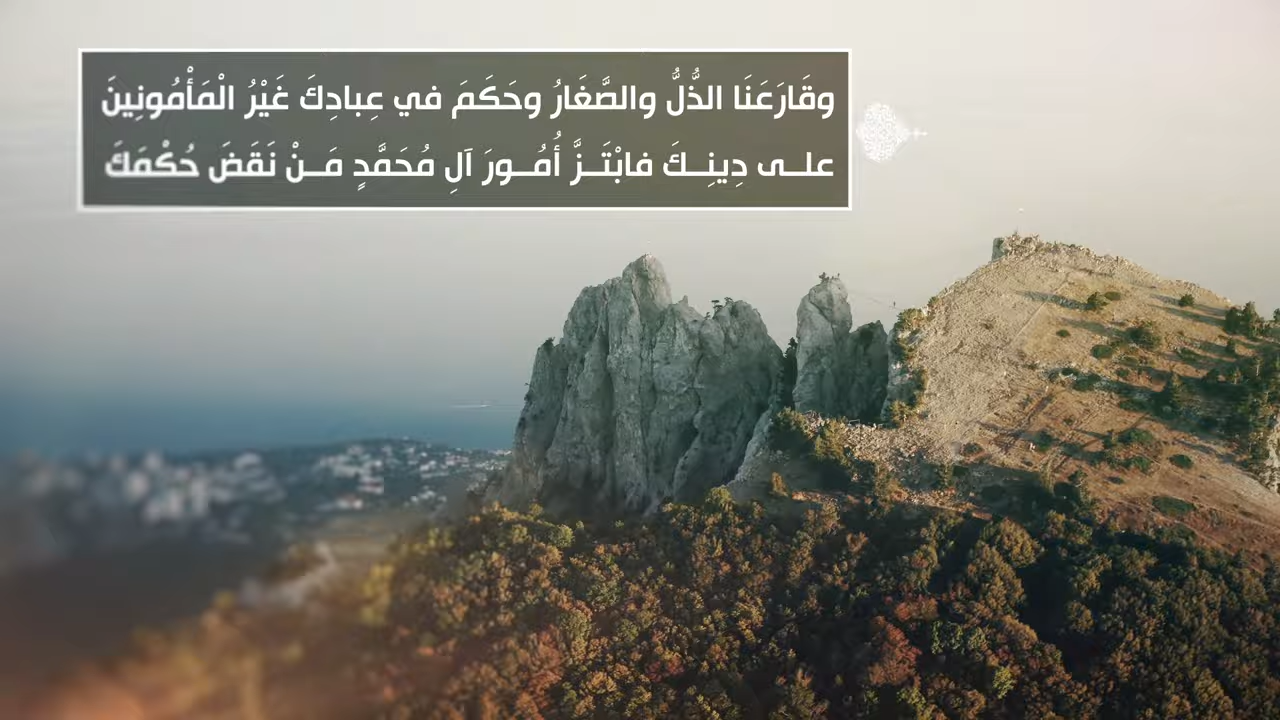 وقَارَعَنَا الذُّلُّ والصَّغَارُ وحَكَمَ في عِبادِكَ غَيْرُ الْمَأْمُونِينَ
علـى دِينِـكَ فابْتَـزَّ أُمُـورَ آلِ مُحَمَّدٍ مَـنْ نَقَضَ حُكْمَكَ